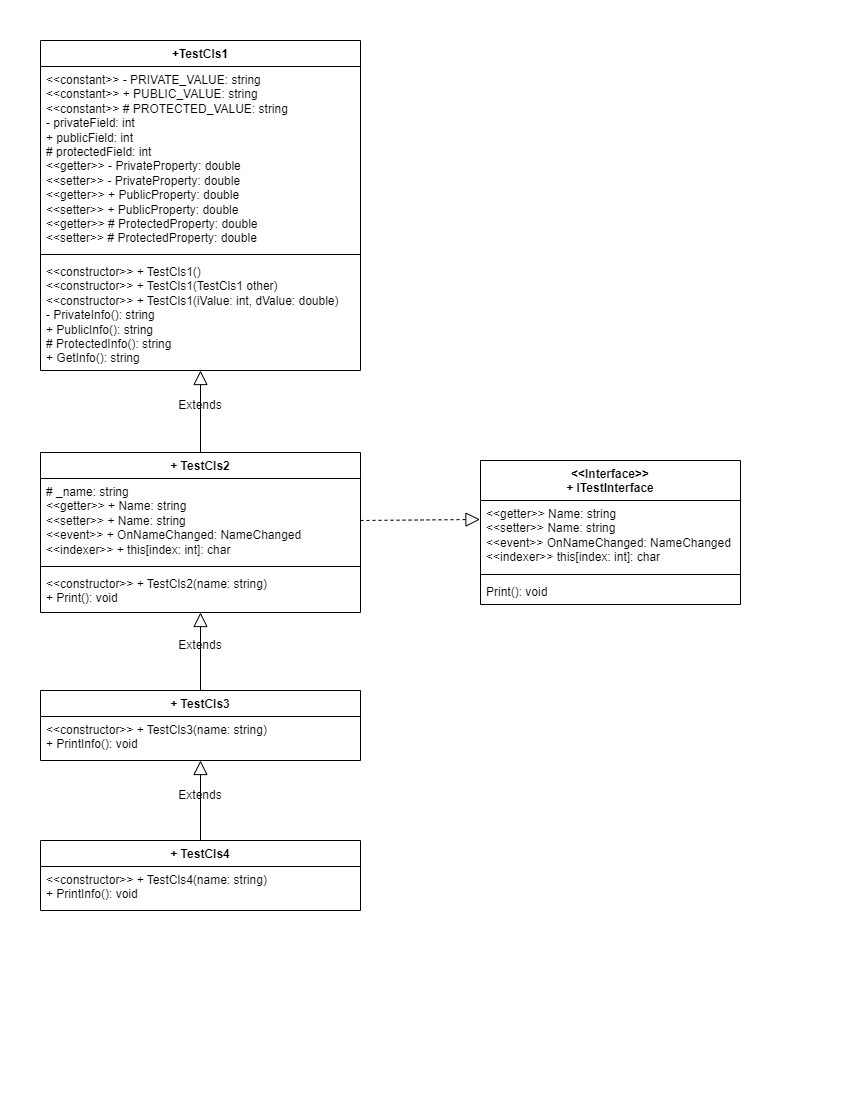 +TestCls1
<<constant>> - PRIVATE_VALUE: string
<<constant>> + PUBLIC_VALUE: string
<<constant>> # PROTECTED_VALUE: string
- privateField: int
+ publicField: int
# protectedField: int
<<getter>> - PrivateProperty: double
<<setter>> - PrivateProperty: double
<<getter>> + PublicProperty: double
<<setter>> + PublicProperty: double
<<getter>> # ProtectedProperty: double
<<setter>> # ProtectedProperty: double
<<constructor>> + TestCls1()
<<constructor>> + TestCls1(TestCls1 other)
<<constructor>> + TestCls1(iValue: int, dValue: double)
- PrivateInfo(): string
+ PublicInfo(): string
# ProtectedInfo(): string
+ GetInfo(): string
Extends
+ TestCls2
# _name: string
<<getter>> + Name: string
<<setter>> + Name: string
<<event>> + OnNameChanged: NameChanged
<<indexer>> + this[index: int]: char
<<constructor>> + TestCls2(name: string)
+ Print(): void
<<Interface>>
+ ITestInterface
<<getter>> Name: string
<<setter>> Name: string
<<event>> OnNameChanged: NameChanged
<<indexer>> this[index: int]: char
Print(): void
Extends
+ TestCls3
<<constructor>> + TestCls3(name: string)
+ PrintInfo(): void
Extends
+ TestCls4
<<constructor>> + TestCls4(name: string)
+ PrintInfo(): void